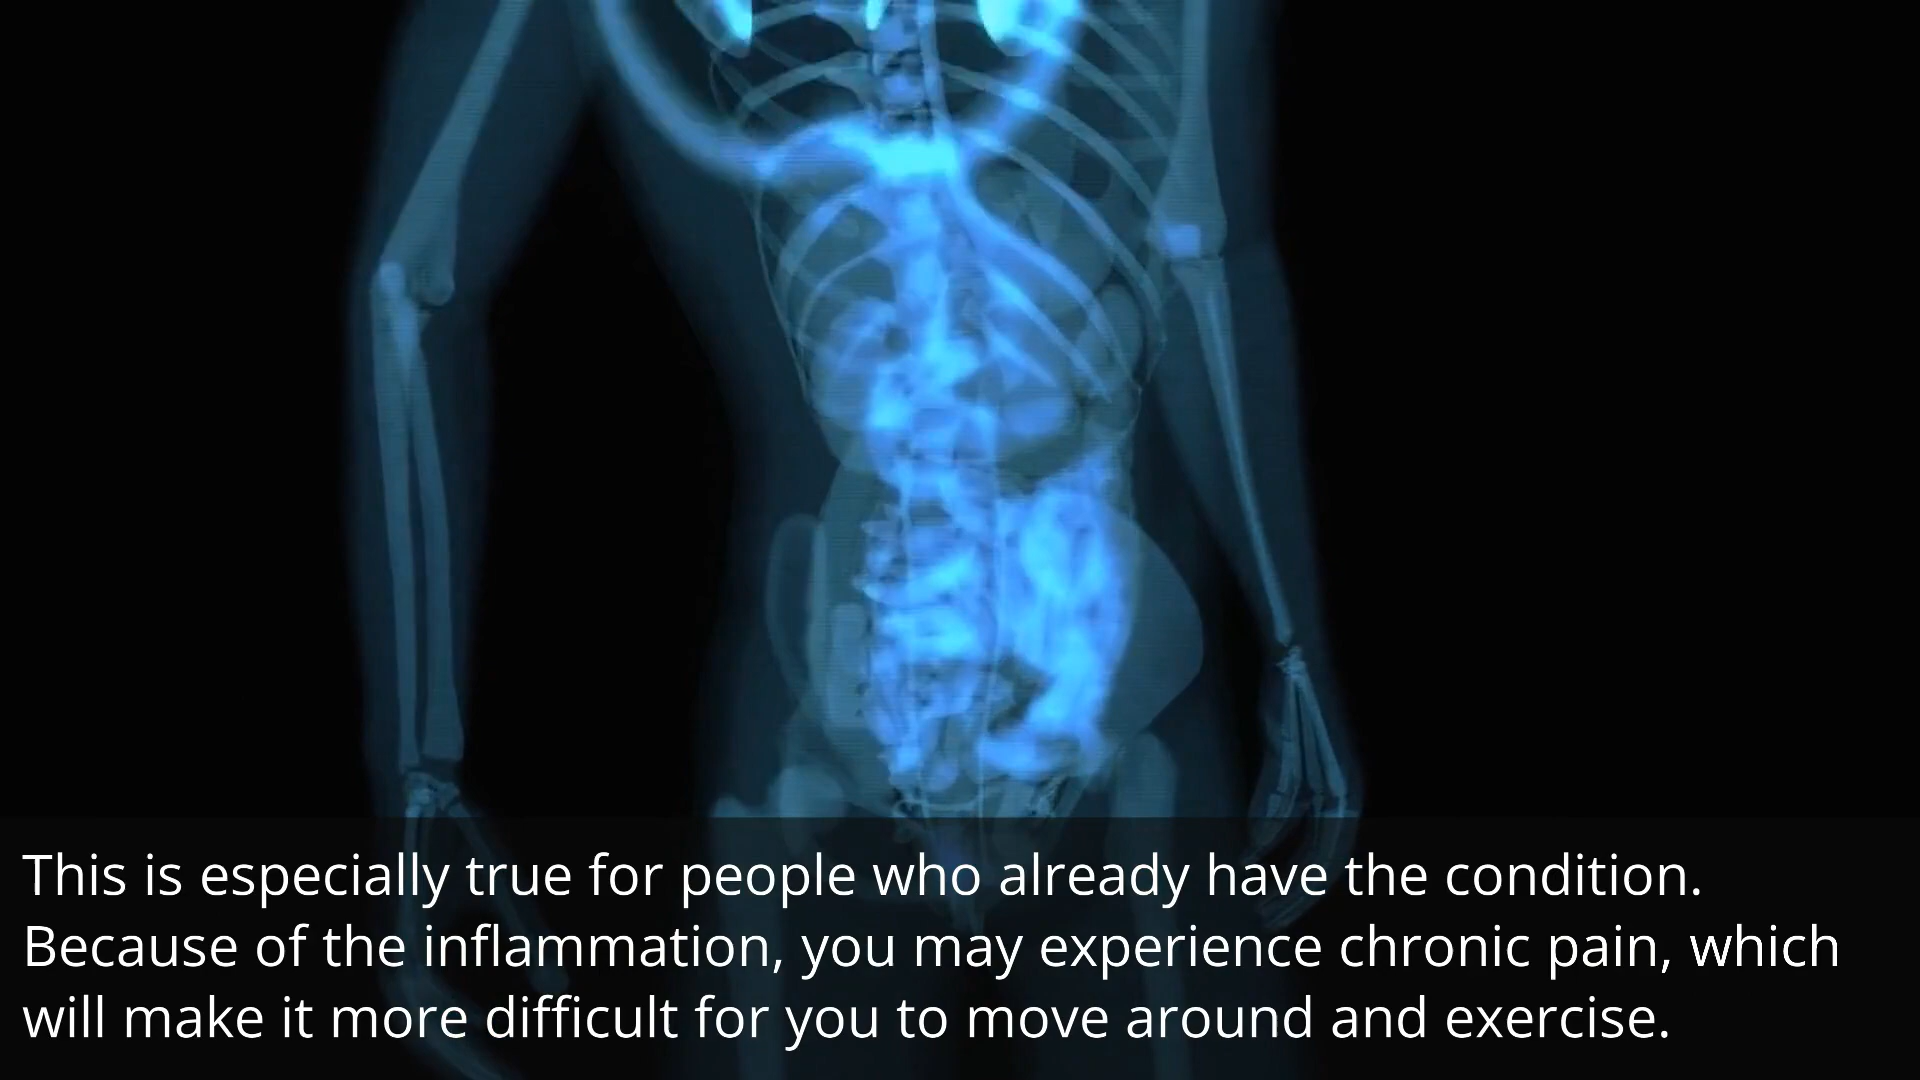 This is especially true for people who already have the condition.
Because of the inflammation, you may experience chronic pain, which
will make it more difficult for you to move around and exercise.